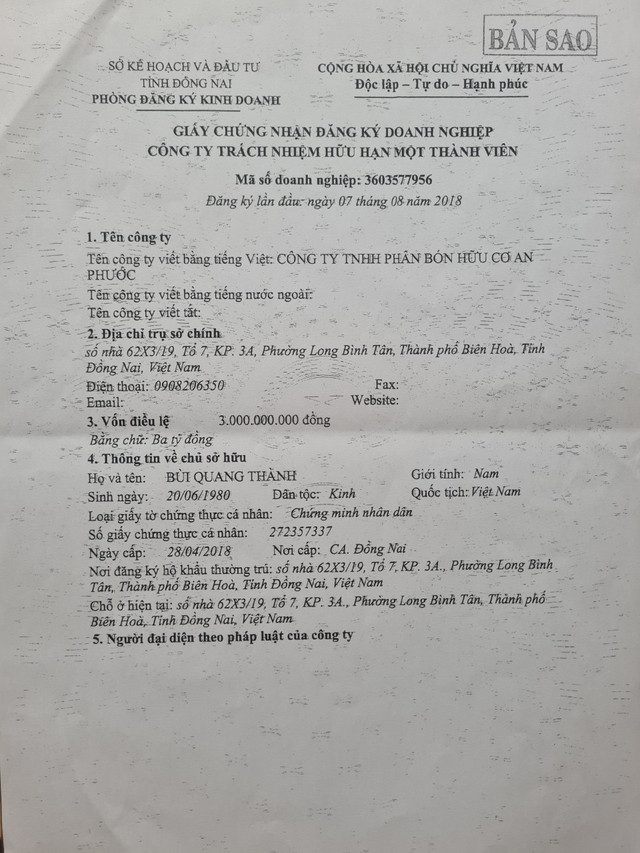 BẢN SAO
SỞ KẾ HOẠCH VÀ ĐẦU TƯ
TỈNH ĐỒNG NAI
PHÒNG ĐĂNG KÝ KINH DOANH
CỘNG HÒA XÃ HỘI CHỦ NGHĨA VIỆT NAM
Độc lập – Tự do – Hạnh phúc
GIẤY CHỨNG NHẬN ĐĂNG KÝ DOANH NGHIỆP
CÔNG TY TRÁCH NHIỆM HỮU HẠN MỘT THÀNH VIÊN
Mã số doanh nghiệp: 3603577956
Đăng ký lần đầu: ngày 07 tháng 08 năm 2018
1. Tên công ty
Tên công ty viết bằng tiếng Việt: CÔNG TY TNHH PHÂN BÓN HỮU CƠ AN
PHƯỚC
Tên công ty viết bằng tiếng nước ngoài:
Tên công ty viết tắt:
2. Địa chỉ trụ sở chính
số nhà 62X3/19, Tổ 7, KP. 3A, Phường Long Bình Tân, Thành phố Biên Hoà, Tỉnh
Đồng Nai, Việt Nam
Điện thoại: 0908206350 Fax:
Email: Website:
3. Vốn điều lệ 3.000.000.000 đồng
Bằng chữ: Ba tỷ đồng
4. Thông tin về chủ sở hữu
Họ và tên: BÙI QUANG THÀNH Giới tính: Nam
Sinh ngày: 20/06/1980 Dân tộc: Kinh Quốc tịch: Việt Nam
Loại giấy tờ chứng thực cá nhân: Chứng minh nhân dân
Số giấy chứng thực cá nhân: 272357337
Ngày cấp: 28/04/2018 Nơi cấp: CA. Đồng Nai
Nơi đăng ký hộ khẩu thường trú: số nhà 62X3/19, Tổ 7, KP. 3A., Phường Long Bình
Tân, Thành phố Biên Hoà, Tỉnh Đồng Nai, Việt Nam
Chỗ ở hiện tại: số nhà 62X3/19, Tổ 7, KP. 3A., Phường Long Bình Tân, Thành phố
Biên Hoà, Tỉnh Đồng Nai, Việt Nam
5. Người đại diện theo pháp luật của công ty